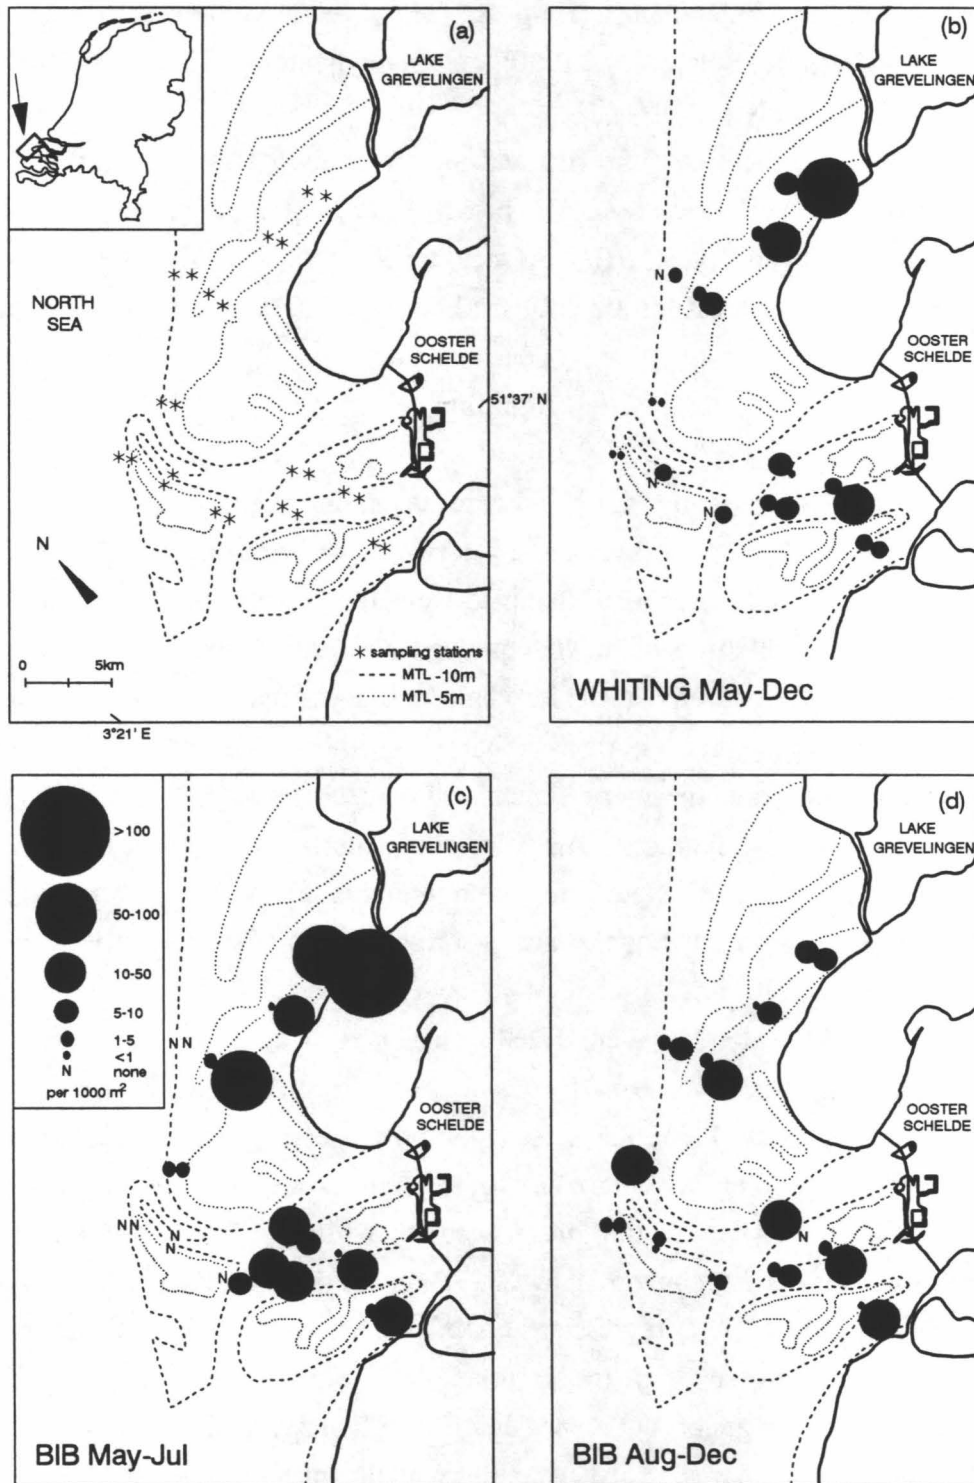 (a)
LAKE
GREVELINGEN
NORTH
SEA
OOSTER
SCHELDE
51°37' N
N
0 5km
* sampling stations
MTL -10m
MTL -5m
3°21' E
(b)
LAKE
GREVELINGEN
N
OOSTER
SCHELDE
N
N
WHITING May-Dec
(c)
>100
50-100
10-50
5-10
1-5
<1
N none
per 1000 m²
LAKE
GREVELINGEN
N N
OOSTER
SCHELDE
N N
N
N
N
BIB May-Jul
(d)
LAKE
GREVELINGEN
OOSTER
SCHELDE
N
BIB Aug-Dec